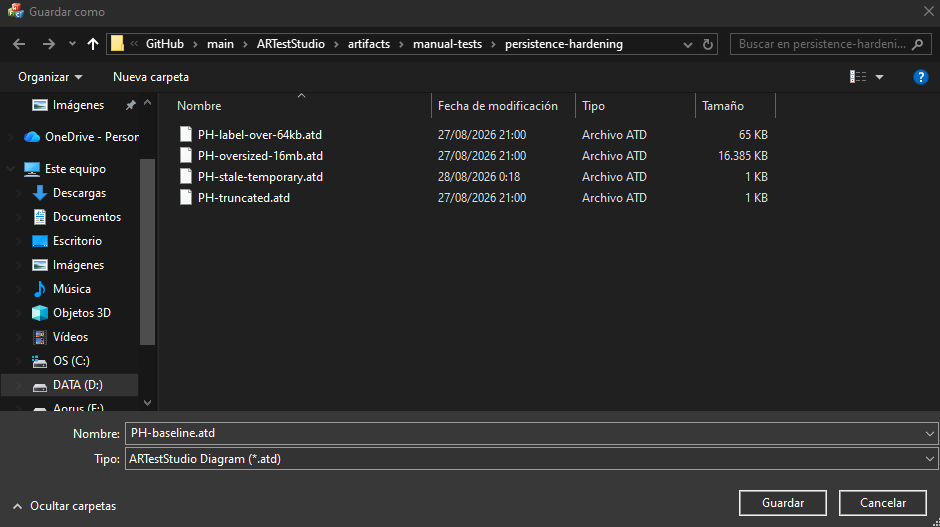 Guardar como
GitHub main ARTestStudio artifacts manual-tests persistence-hardening
Buscar en persistence-hardeni...
Organizar
Nueva carpeta
Imágenes
OneDrive - Person
Este equipo
Descargas
Documentos
Escritorio
Imágenes
Música
Objetos 3D
Vídeos
OS (C:)
DATA (D:)
Aorus (F:)
Nombre Fecha de modificación Tipo Tamaño
PH-label-over-64kb.atd 27/08/2026 21:00 Archivo ATD 65 KB
PH-oversized-16mb.atd 27/08/2026 21:00 Archivo ATD 16.385 KB
PH-stale-temporary.atd 28/08/2026 0:18 Archivo ATD 1 KB
PH-truncated.atd 27/08/2026 21:00 Archivo ATD 1 KB
Nombre: PH-baseline.atd
Tipo: ARTestStudio Diagram (*.atd)
Ocultar carpetas
Guardar
Cancelar